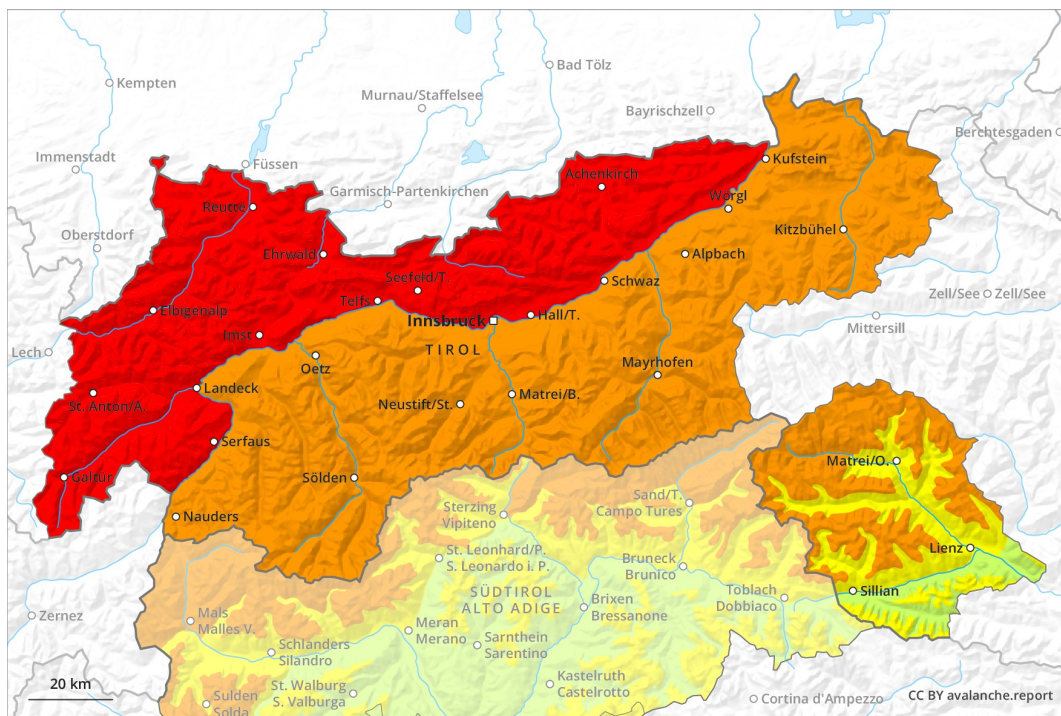 Kempten
Bad Tölz
Murnau/Staffelsee
Bayrischzell
Berchtesgaden
Immenstadt
Füssen
Kufstein
Achenkirch
Garmisch-Partenkirchen
Reutte
Wörgl
Oberstdorf
Kitzbühel
Ehrwald
Alpbach
Seefeld/T.
Schwaz
Zell/See
Zell/See
Telfs
Elbigenalp
Innsbruck
Hall/T.
Mittersill
Imst
Lech
TIROL
Oetz
Mayrhofen
Landeck
St. Anton/A.
Neustift/St.
Matrei/B.
Serfaus
Matrei/O.
Galtür
Sölden
Sand/T.
Campo Tures
Sterzing
Vipiteno
Nauders
Lienz
St. Leonhard/P.
S. Leonardo i. P.
Bruneck
Brunico
SÜDTIROL
ALTO ADIGE
Toblach
Dobbiaco
Sillian
Zernez
Mals
Malles V.
Brixen
Bressanone
Meran
Merano
Sarnthein
Sarentino
Schlanders
Silandro
20 km
St. Walburg
S. Valburga
Kastelruth
Castelrotto
Sulden
Solda
Cortina d'Ampezzo
CC BY avalanche.report